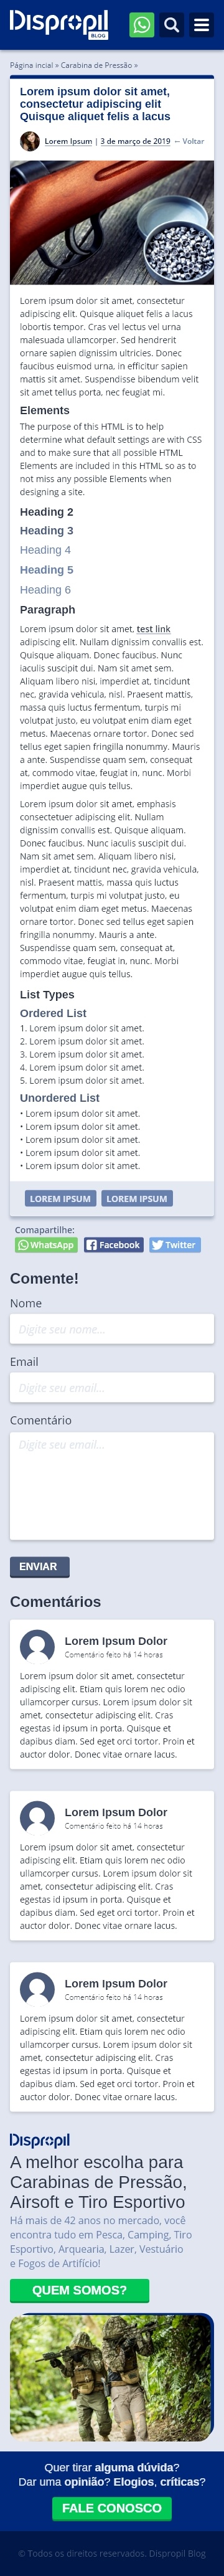 Dispropil
BLOG
Página incial » Carabina de Pressão »
Lorem ipsum dolor sit amet,
consectetur adipiscing elit
Quisque aliquet felis a lacus
Lorem Ipsum | 3 de março de 2019 ← Voltar
Lorem ipsum dolor sit amet, consectetur
adipiscing elit. Quisque aliquet felis a lacus
lobortis tempor. Cras vel lectus vel urna
malesuada ullamcorper. Sed hendrerit
ornare sapien dignissim ultricies. Donec
faucibus euismod urna, in efficitur sapien
mattis sit amet. Suspendisse bibendum velit
sit amet tellus porta, nec feugiat mi.
Elements
The purpose of this HTML is to help
determine what default settings are with CSS
and to make sure that all possible HTML
Elements are included in this HTML so as to
not miss any possible Elements when
designing a site.
Heading 2
Heading 3
Heading 4
Heading 5
Heading 6
Paragraph
Lorem ipsum dolor sit amet, test link
adipiscing elit. Nullam dignissim convallis est.
Quisque aliquam. Donec faucibus. Nunc
iaculis suscipit dui. Nam sit amet sem.
Aliquam libero nisi, imperdiet at, tincidunt
nec, gravida vehicula, nisl. Praesent mattis,
massa quis luctus fermentum, turpis mi
volutpat justo, eu volutpat enim diam eget
metus. Maecenas ornare tortor. Donec sed
tellus eget sapien fringilla nonummy. Mauris
a ante. Suspendisse quam sem, consequat
at, commodo vitae, feugiat in, nunc. Morbi
imperdiet augue quis tellus.
Lorem ipsum dolor sit amet, emphasis
consectetuer adipiscing elit. Nullam
dignissim convallis est. Quisque aliquam.
Donec faucibus. Nunc iaculis suscipit dui.
Nam sit amet sem. Aliquam libero nisi,
imperdiet at, tincidunt nec, gravida vehicula,
nisl. Praesent mattis, massa quis luctus
fermentum, turpis mi volutpat justo, eu
volutpat enim diam eget metus. Maecenas
ornare tortor. Donec sed tellus eget sapien
fringilla nonummy. Mauris a ante.
Suspendisse quam sem, consequat at,
commodo vitae, feugiat in, nunc. Morbi
imperdiet augue quis tellus.
List Types
Ordered List
1. Lorem ipsum dolor sit amet.
2. Lorem ipsum dolor sit amet.
3. Lorem ipsum dolor sit amet.
4. Lorem ipsum dolor sit amet.
5. Lorem ipsum dolor sit amet.
Unordered List
• Lorem ipsum dolor sit amet.
• Lorem ipsum dolor sit amet.
• Lorem ipsum dolor sit amet.
• Lorem ipsum dolor sit amet.
• Lorem ipsum dolor sit amet.
LOREM IPSUM LOREM IPSUM
Comapartilhe:
WhatsApp Facebook Twitter
Comente!
Nome
Digite seu nome...
Email
Digite seu email...
Comentário
Digite seu email...
ENVIAR
Comentários
Lorem Ipsum Dolor
Comentário feito há 14 horas
Lorem ipsum dolor sit amet, consectetur
adipiscing elit. Etiam quis lorem nec odio
ullamcorper cursus. Lorem ipsum dolor sit
amet, consectetur adipiscing elit. Cras
egestas id ipsum in porta. Quisque et
dapibus diam. Sed eget orci tortor. Proin et
auctor dolor. Donec vitae ornare lacus.
Lorem Ipsum Dolor
Comentário feito há 14 horas
Lorem ipsum dolor sit amet, consectetur
adipiscing elit. Etiam quis lorem nec odio
ullamcorper cursus. Lorem ipsum dolor sit
amet, consectetur adipiscing elit. Cras
egestas id ipsum in porta. Quisque et
dapibus diam. Sed eget orci tortor. Proin et
auctor dolor. Donec vitae ornare lacus.
Lorem Ipsum Dolor
Comentário feito há 14 horas
Lorem ipsum dolor sit amet, consectetur
adipiscing elit. Etiam quis lorem nec odio
ullamcorper cursus. Lorem ipsum dolor sit
amet, consectetur adipiscing elit. Cras
egestas id ipsum in porta. Quisque et
dapibus diam. Sed eget orci tortor. Proin et
auctor dolor. Donec vitae ornare lacus.
Dispropil
A melhor escolha para
Carabinas de Pressão,
Airsoft e Tiro Esportivo
Há mais de 42 anos no mercado, você
encontra tudo em Pesca, Camping, Tiro
Esportivo, Arquearia, Lazer, Vestuário
e Fogos de Artifício!
QUEM SOMOS?
Quer tirar alguma dúvida?
Dar uma opinião? Elogios, críticas?
FALE CONOSCO
© Todos os direitos reservados. Dispropil Blog